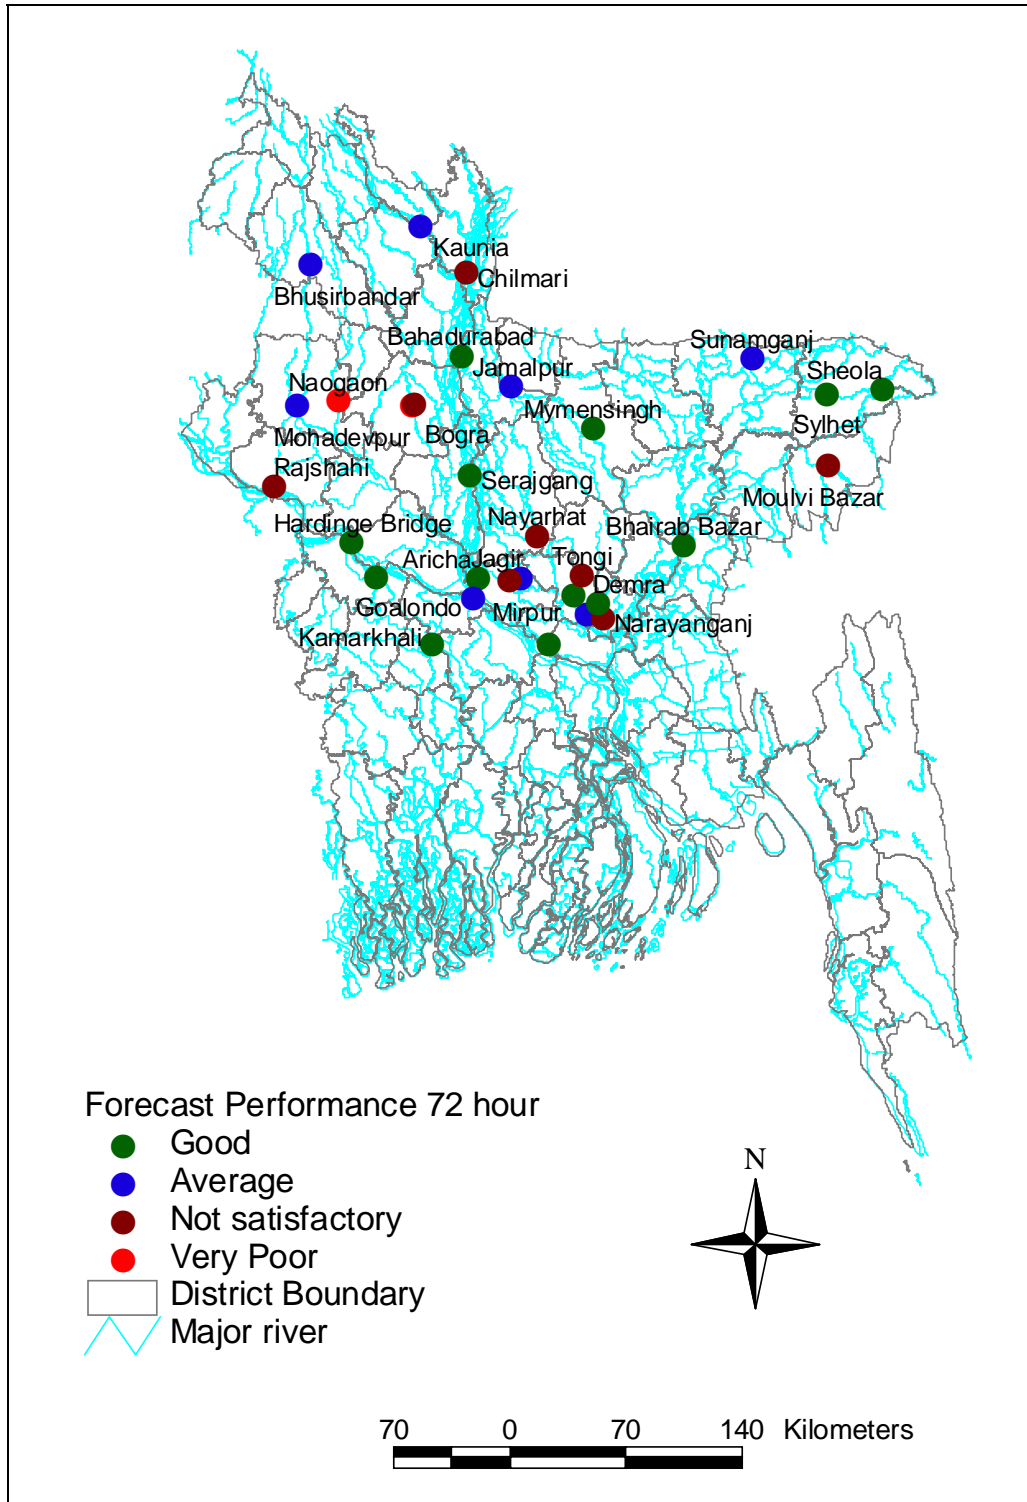 Kaunia
Chilmari
Bhusirbandar
Bahadurabad
Sunamganj
Jamalpur
Sheola
Naogaon
Mymensingh
Mohadevpur
Bogra
Sylhet
Rajshahi
Serajgang
Moulvi Bazar
Nayarhat
Hardinge Bridge
Bhairab Bazar
Aricha
Jagir
Tongi
Demra
Goalondo
Mirpur
Narayanganj
Kamarkhali
Forecast Performance 72 hour
Good
Average
Not satisfactory
Very Poor
District Boundary
Major river
N
70 0 70 140 Kilometers